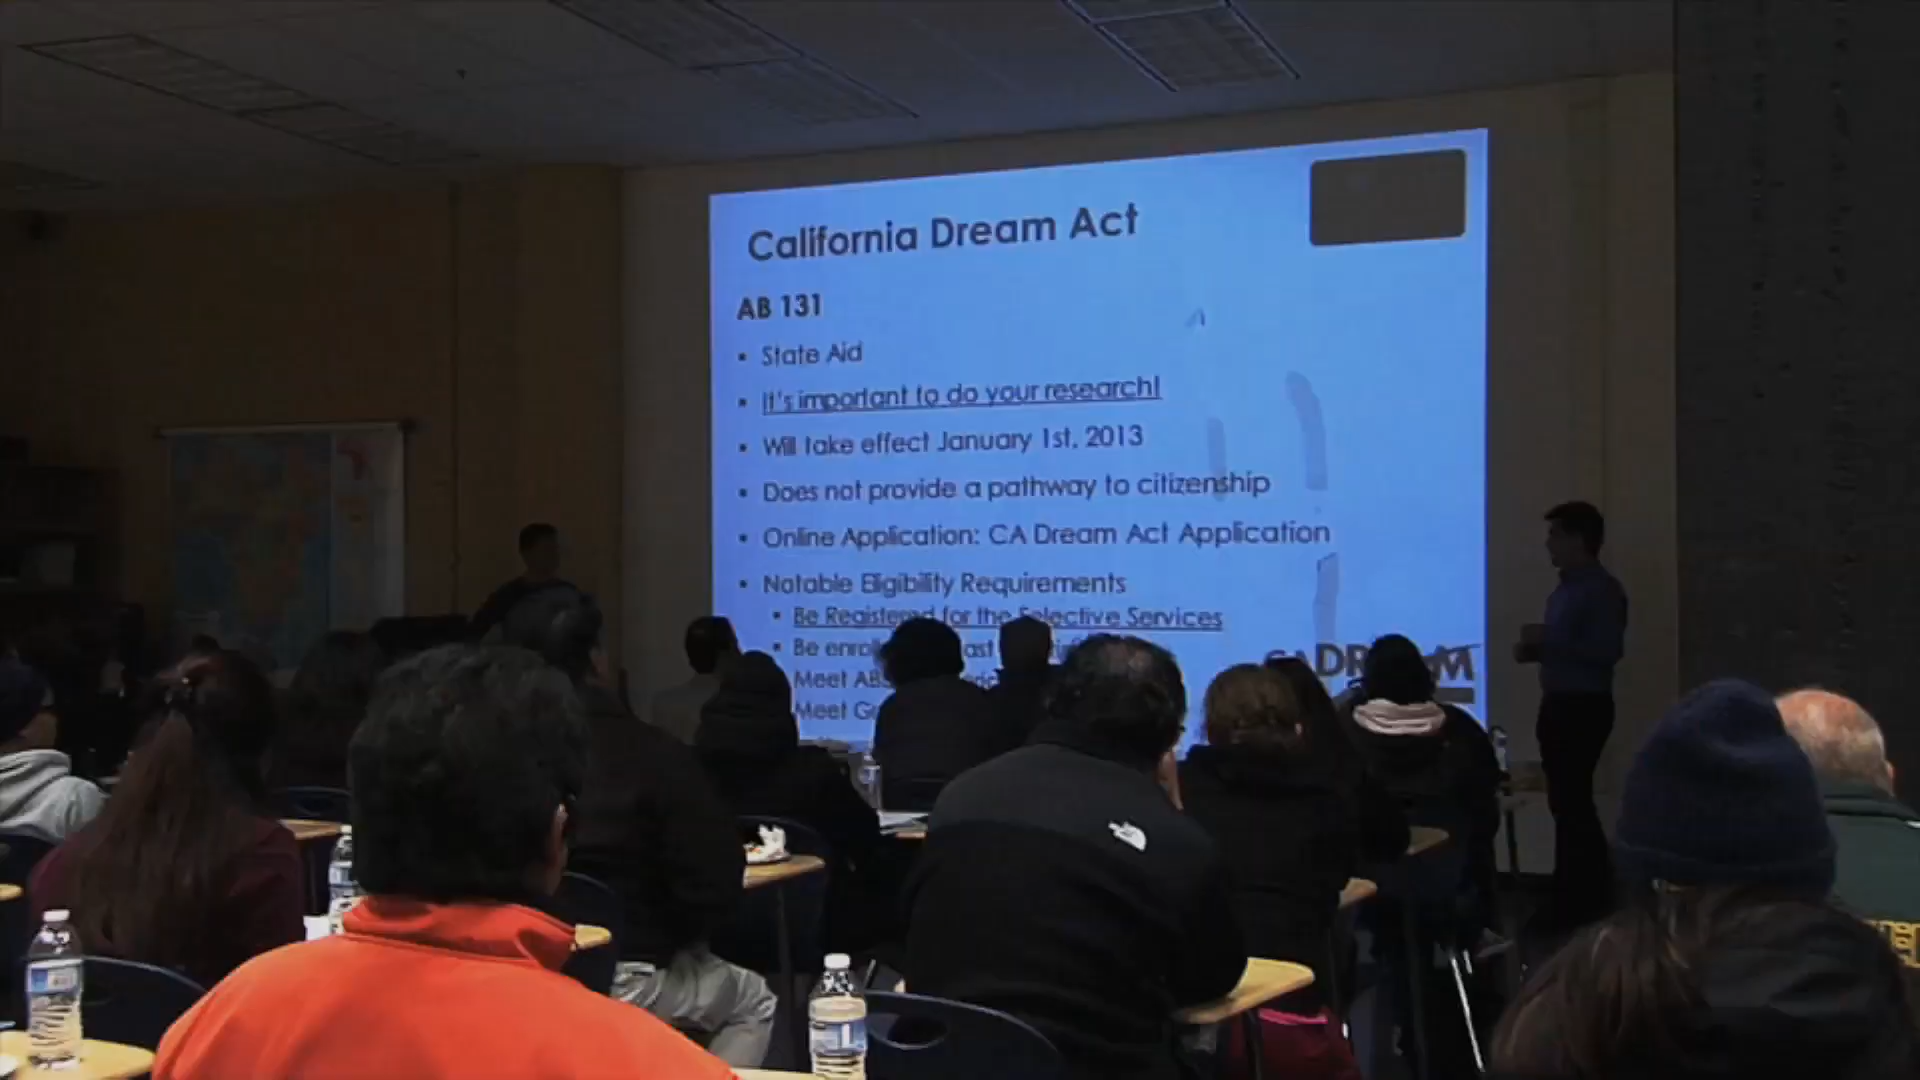 California Dream Act
AB 131
▪ State Aid
▪ It's important to do your research!
▪ Will take effect January 1st, 2013
▪ Does not provide a pathway to citizenship
▪ Online Application: CA Dream Act Application
▪ Notable Eligibility Requirements
▪ Be Registered for the Selective Services
▪ Be
Meet
Meet